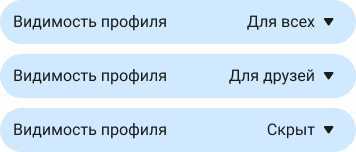 Видимость профиля Для всех
Видимость профиля Для друзей
Видимость профиля Скрыт